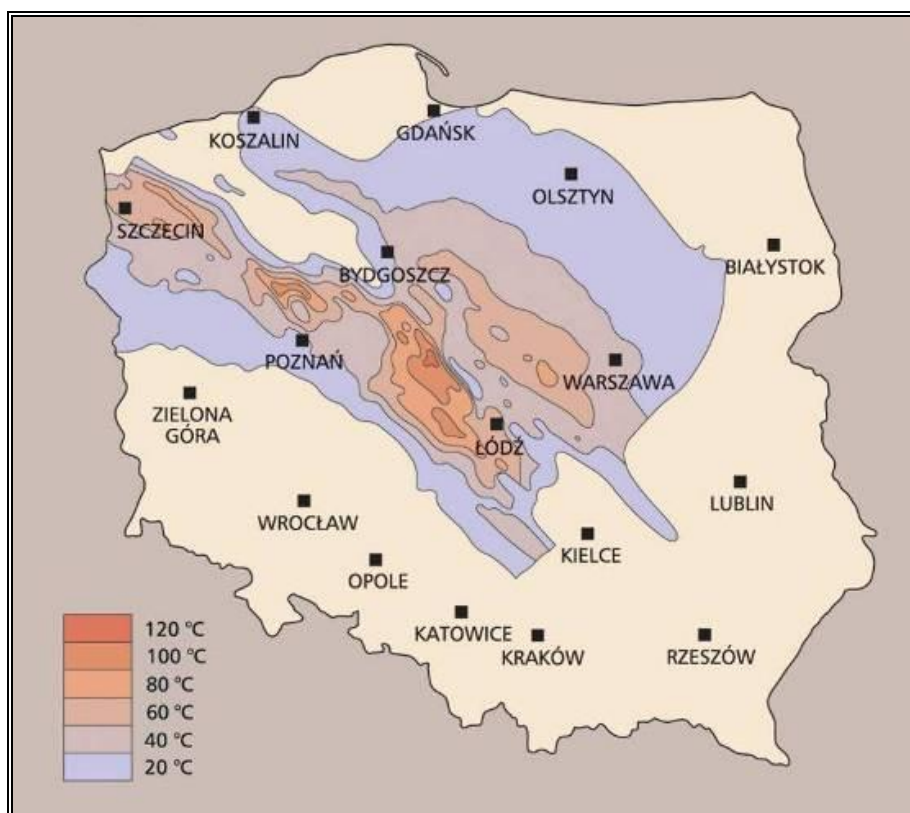 KOSZALIN
GDAŃSK
OLSZTYN
SZCZECIN
BYDGOSZCZ
BIAŁYSTOK
POZNAŃ
WARSZAWA
ZIELONA
GÓRA
ŁÓDŹ
LUBLIN
WROCŁAW
KIELCE
OPOLE
KATOWICE
KRAKÓW
RZESZÓW
120 °C
100 °C
80 °C
60 °C
40 °C
20 °C